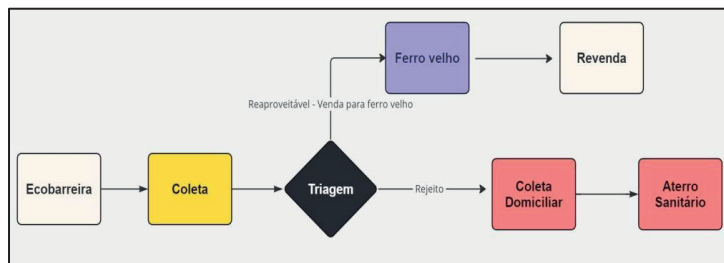 Ferro velho
Revenda
Reaproveitável - Venda para ferro velho
Ecobarreira
Coleta
Triagem
Rejeito
Coleta
Domiciliar
Aterro
Sanitário